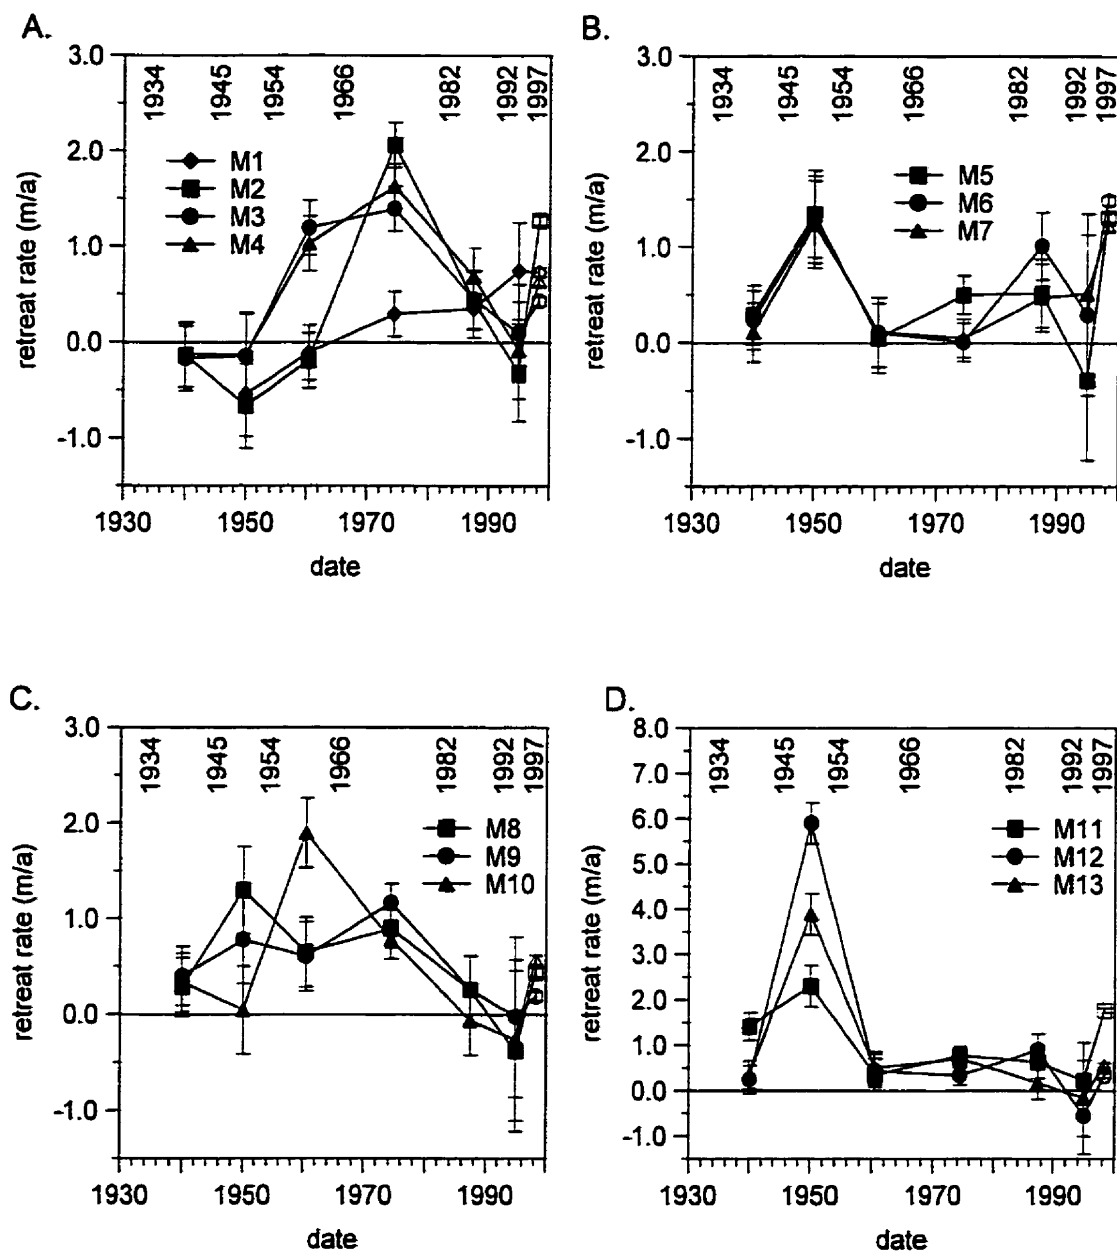 A.
3.0
2.0
1.0
0.0
-1.0
retreat rate (m/a)
1934
1945
1954
1966
1982
1992
1997
M1
M2
M3
M4
1930 1950 1970 1990
date
B.
3.0
2.0
1.0
0.0
-1.0
retreat rate (m/a)
1934
1945
1954
1966
1982
1992
1997
M5
M6
M7
1930 1950 1970 1990
date
C.
3.0
2.0
1.0
0.0
-1.0
retreat rate (m/a)
1934
1945
1954
1966
1982
1992
1997
M8
M9
M10
1930 1950 1970 1990
date
D.
8.0
7.0
6.0
5.0
4.0
3.0
2.0
1.0
0.0
-1.0
retreat rate (m/a)
1934
1945
1954
1966
1982
1992
1997
M11
M12
M13
1930 1950 1970 1990
date